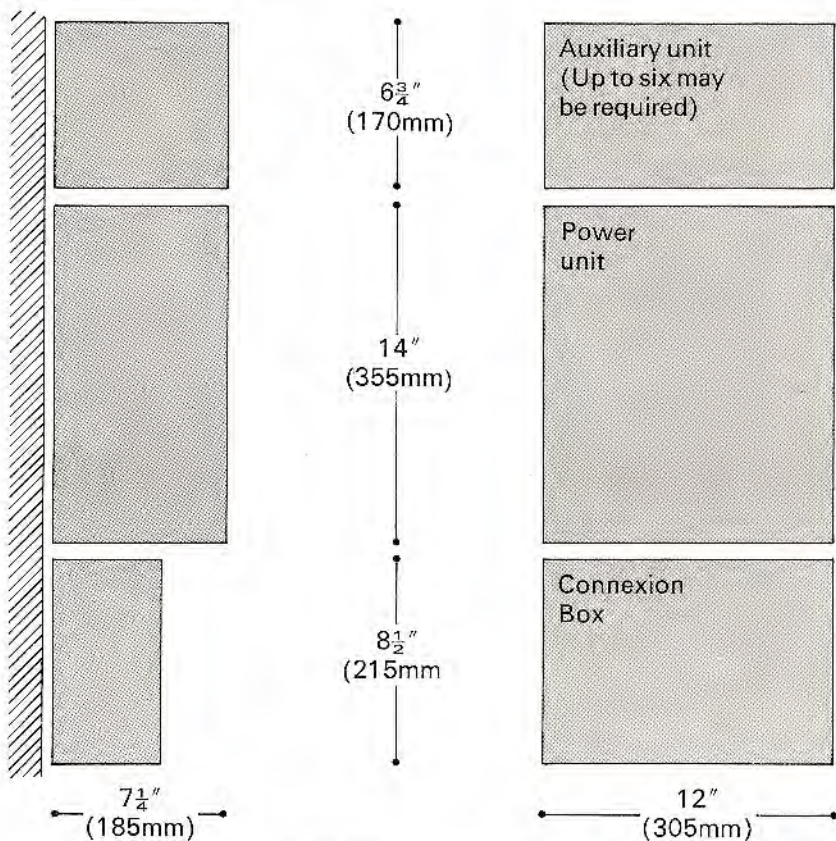 6¾″
(170mm)
Auxiliary unit
(Up to six may
be required)
14″
(355mm)
Power
unit
8½″
(215mm
Connexion
Box
7¼″
(185mm)
12″
(305mm)